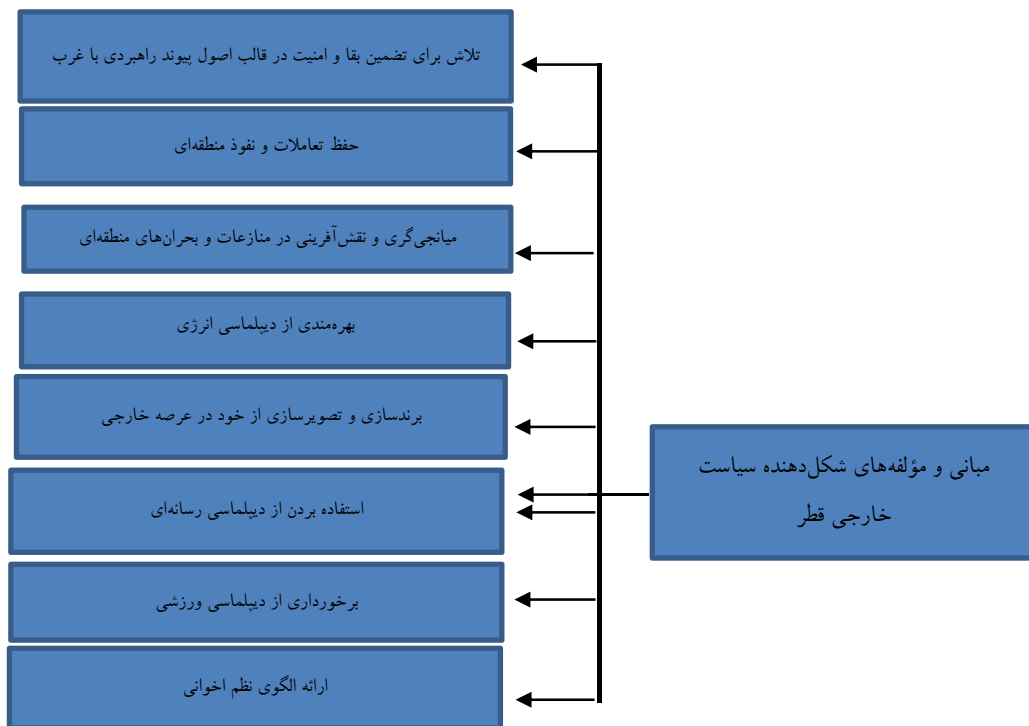 تلاش برای تضمین بقا و امنیت در قالب اصول پیوند راهبردی با غرب
حفظ تعاملات و نفوذ منطقه‌ای
میانجی‌گری و نقش‌آفرینی در منازعات و بحران‌های منطقه‌ای
بهره‌مندی از دیپلماسی انرژی
برندسازی و تصویرسازی از خود در عرصه خارجی
مبانی و مؤلفه‌های شکل‌دهنده سیاست
خارجی قطر
استفاده بردن از دیپلماسی رسانه‌ای
برخورداری از دیپلماسی ورزشی
ارائه الگوی نظم اخوانی